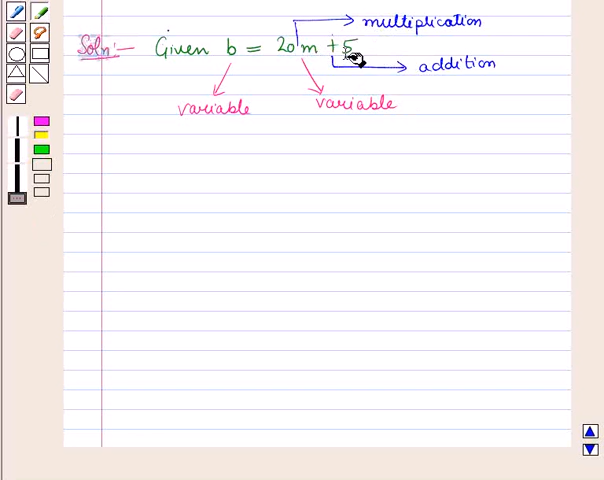 multiplication
Soln:- Given b = 20m + 5
addition
variable variable